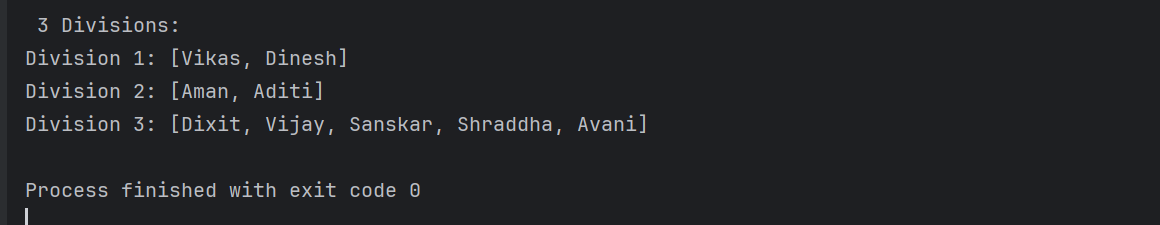 3 Divisions:
Division 1: [Vikas, Dinesh]
Division 2: [Aman, Aditi]
Division 3: [Dixit, Vijay, Sanskar, Shraddha, Avani]
Process finished with exit code 0